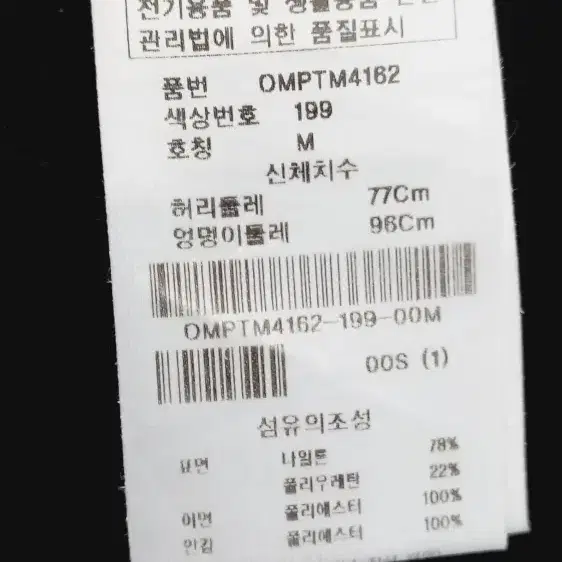 전기용품 및 생활용품 안전
관리법에 의한 품질표시
품번 OMPTM4162
색상번호 199
호칭 M
신체치수
허리둘레 77Cm
엉덩이둘레 96Cm
OMPTM4162-199-00M
00S (1)
섬유의조성
표면 나일론 78%
폴리우레탄 22%
이면 폴리에스터 100%
안감 폴리에스터 100%